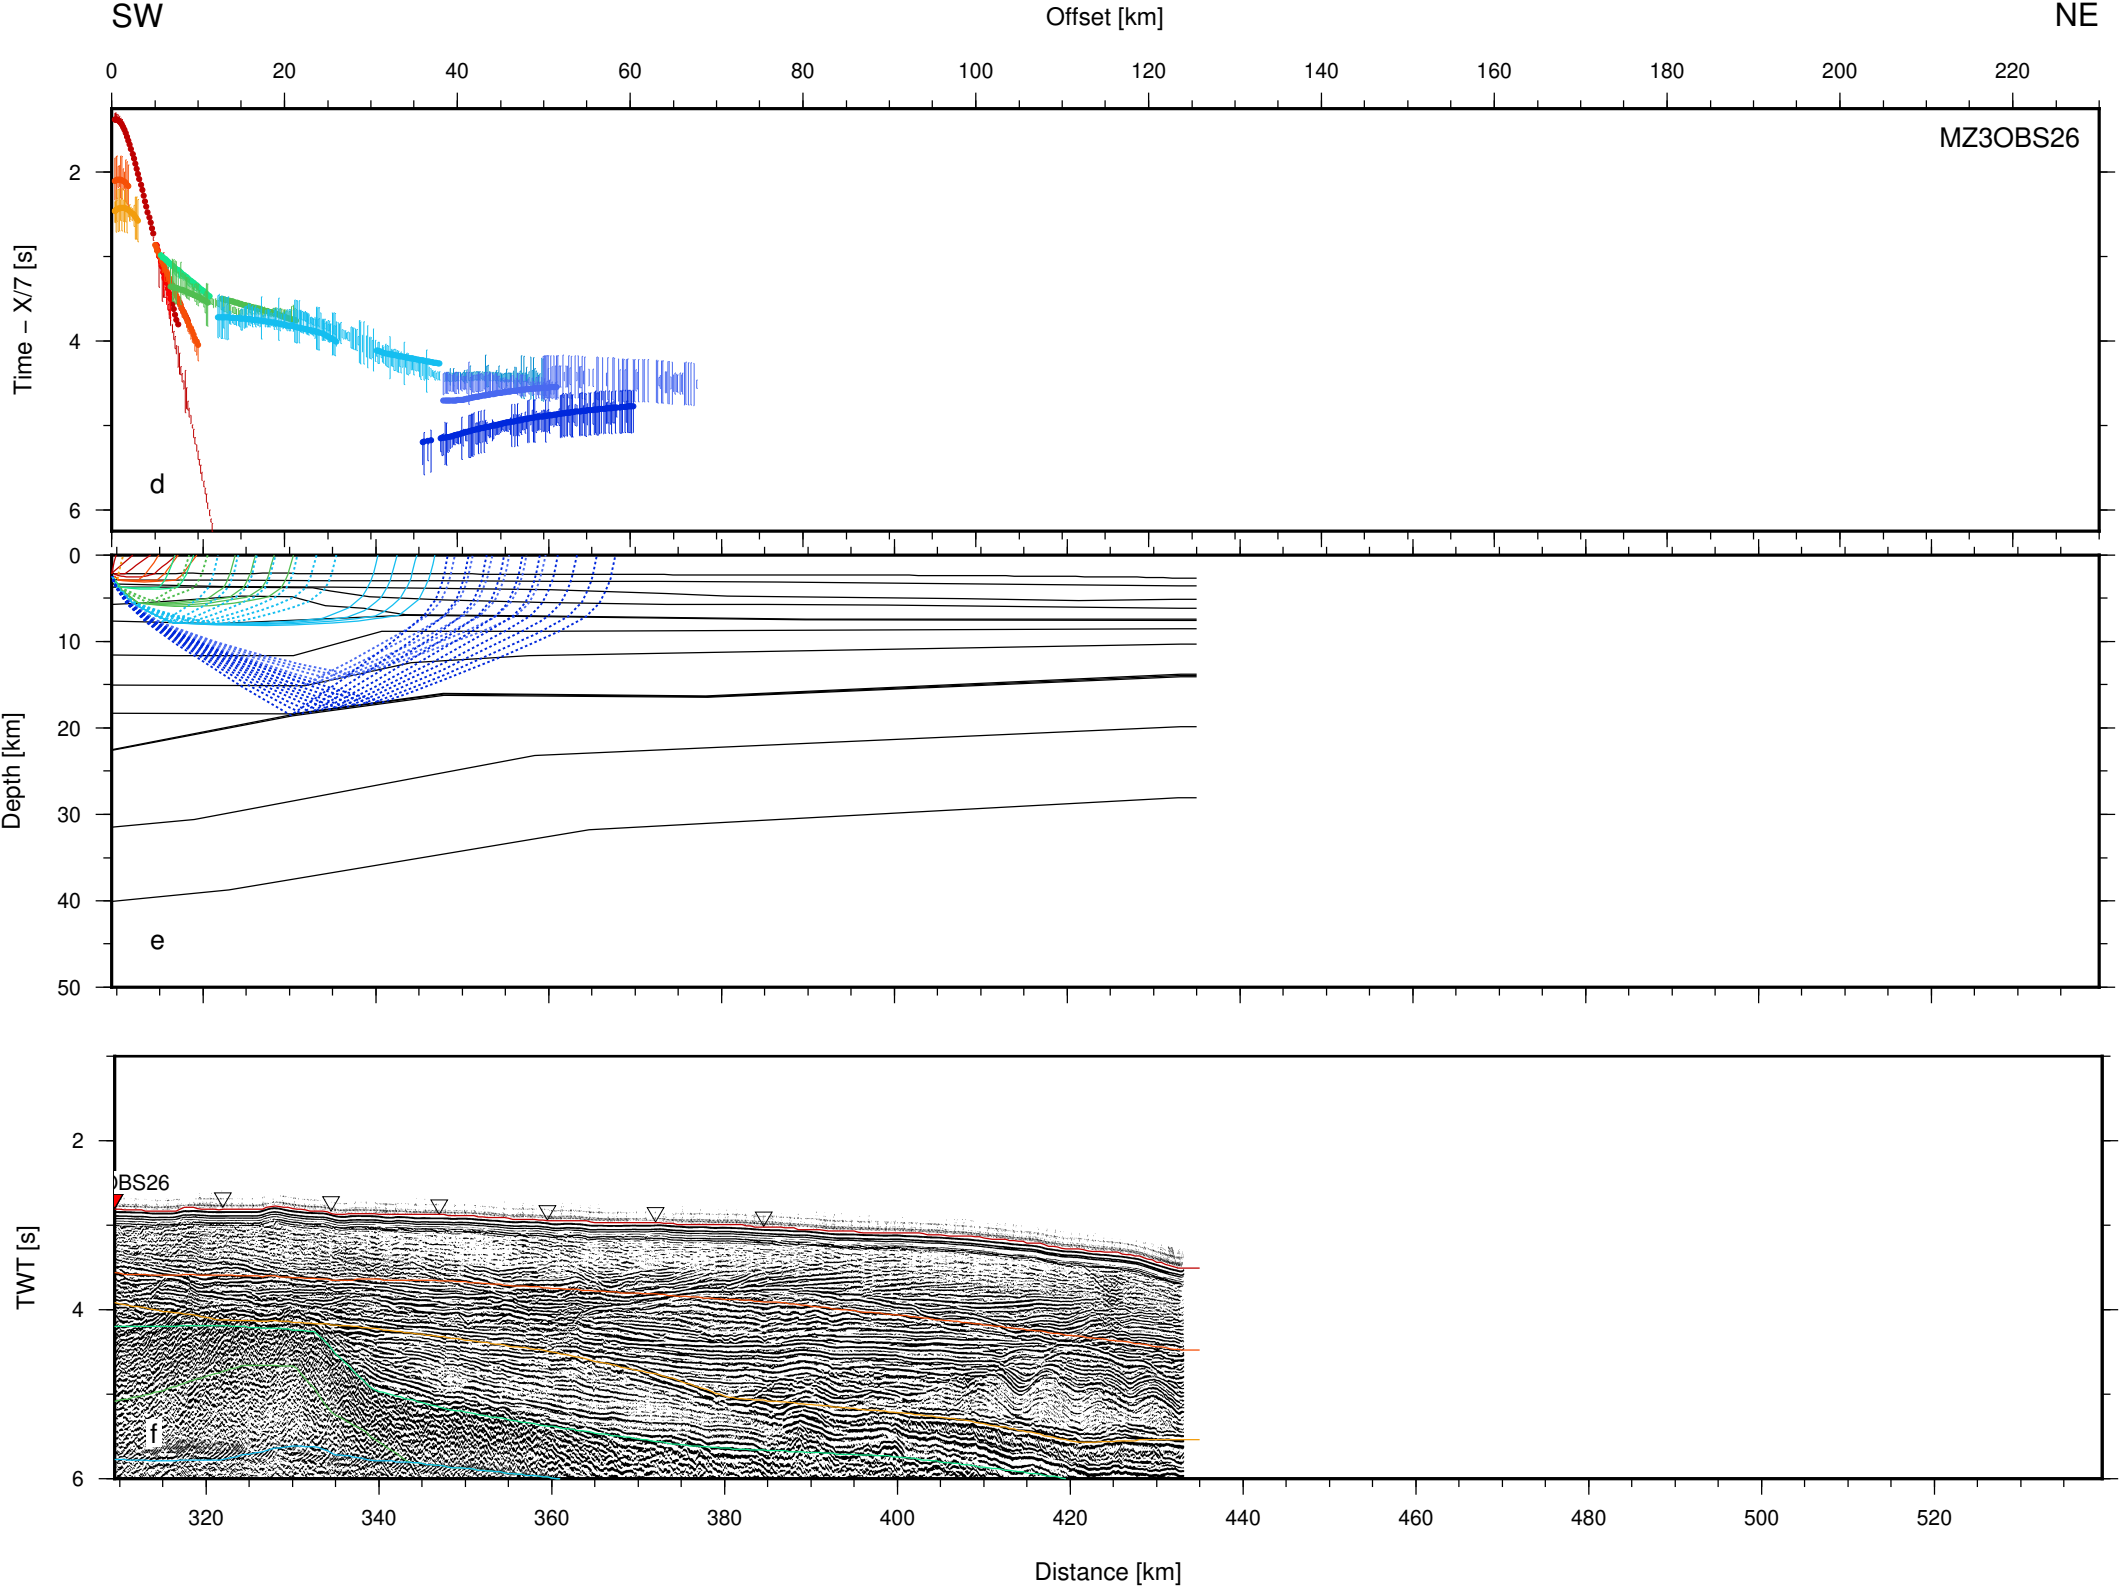 SW Offset [km] NE
0 20 40 60 80 100 120 140 160 180 200 220
MZ3OBS26
2
4
6
Time – X/7 [s]
d
0
10
20
30
40
50
Depth [km]
e
2
4
6
TWT [s]
OBS26
f
320 340 360 380 400 420 440 460 480 500 520
Distance [km]